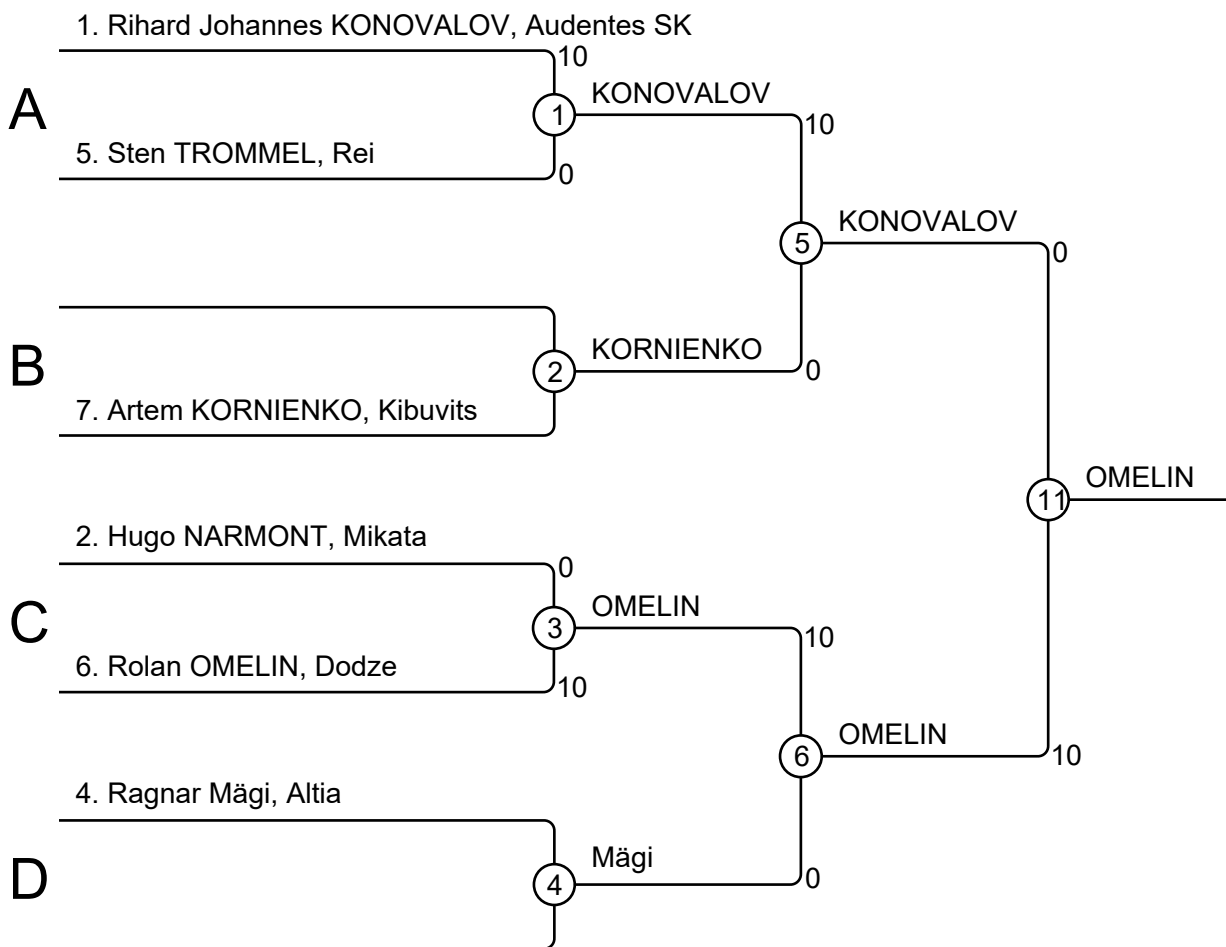 1. Rihard Johannes KONOVALOV, Audentes SK
10
A
1
KONOVALOV
10
5. Sten TROMMEL, Rei
0
5
KONOVALOV
0
B
2
KORNIENKO
0
7. Artem KORNIENKO, Kibuvits
11
OMELIN
2. Hugo NARMONT, Mikata
0
C
3
OMELIN
10
6. Rolan OMELIN, Dodze
10
6
OMELIN
10
4. Ragnar Mägi, Altia
D
4
Mägi
0